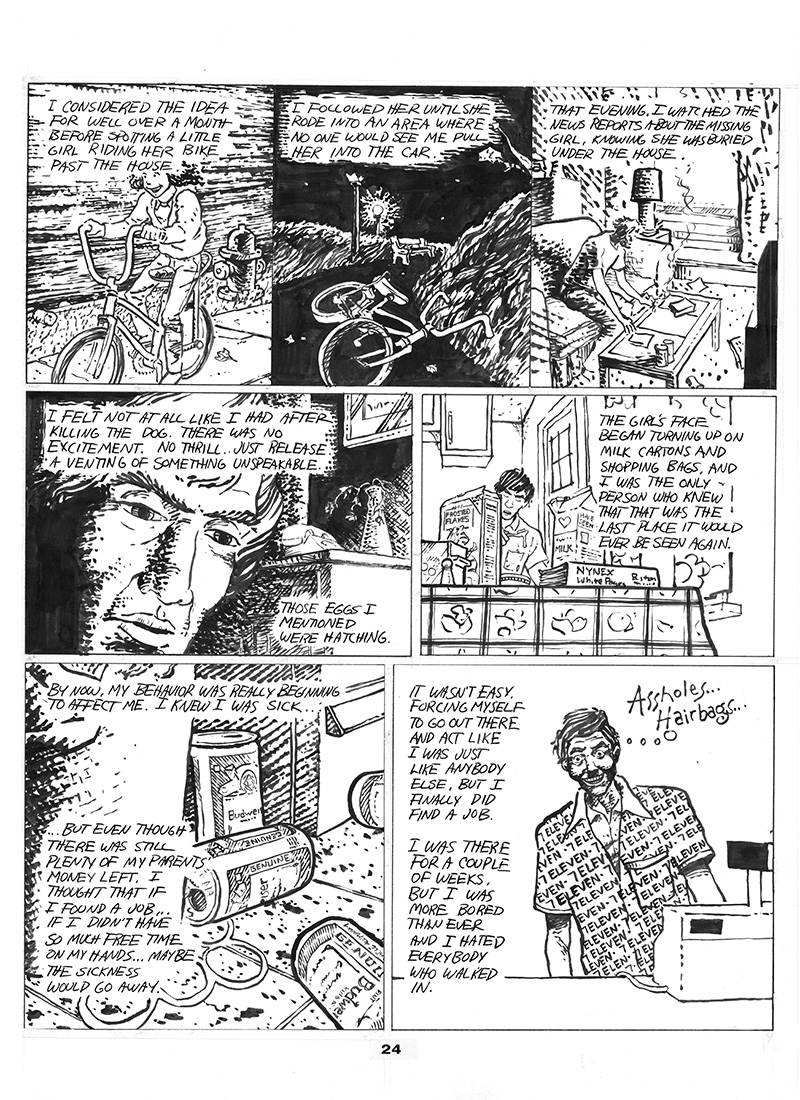 I CONSIDERED THE IDEA
FOR WELL OVER A MOUTH
BEFORE SPOTTING A LITTLE
GIRL RIDING HER BIKE
PAST THE HOUSE.
I FOLLOWED HER UNTIL SHE
RODE INTO AN AREA WHERE
NO ONE WOULD SEE ME PULL
HER INTO THE CAR.
THAT EVENING, I WATCHED THE
NEWS REPORTS ABOUT THE MISSING
GIRL, KNOWING SHE WAS BURIED
UNDER THE HOUSE.
I FELT NOT AT ALL LIKE I HAD AFTER
KILLING THE DOG. THERE WAS NO
EXCITEMENT. NO THRILL... JUST RELEASE
A VENTING OF SOMETHING UNSPEAKABLE.
THOSE EGGS I
MENTIONED
WERE HATCHING.
THE GIRL'S FACE
BEGAN TURNING UP ON
MILK CARTONS AND
SHOPPING BAGS, AND
I WAS THE ONLY
PERSON WHO KNEW
THAT THAT WAS THE
LAST PLACE IT WOULD
EVER BE SEEN AGAIN.
FROSTED
FLAKES
MILK
NYNEX
White Pages
BY NOW, MY BEHAVIOR WAS REALLY BEGINNING
TO AFFECT ME. I KNEW I WAS SICK...
...BUT EVEN THOUGH
THERE WAS STILL
PLENTY OF MY PARENTS'
MONEY LEFT, I
THOUGHT THAT IF
I FOUND A JOB...
IF I DIDN'T HAVE
SO MUCH FREE TIME
ON MY HANDS... MAYBE
THE SICKNESS
WOULD GO AWAY.
Budwei
GENUINE
GENUINE
Budwe
IT WASN'T EASY,
FORCING MYSELF
TO GO OUT THERE
AND ACT LIKE
I WAS JUST
LIKE ANYBODY
ELSE, BUT I
FINALLY DID
FIND A JOB.
I WAS THERE
FOR A COUPLE
OF WEEKS,
BUT I WAS
MORE BORED
THAN EVER
AND I HATED
EVERYBODY
WHO WALKED
IN.
Assholes...
Hairbags...
7 ELEVEN - 7 ELEVEN
24